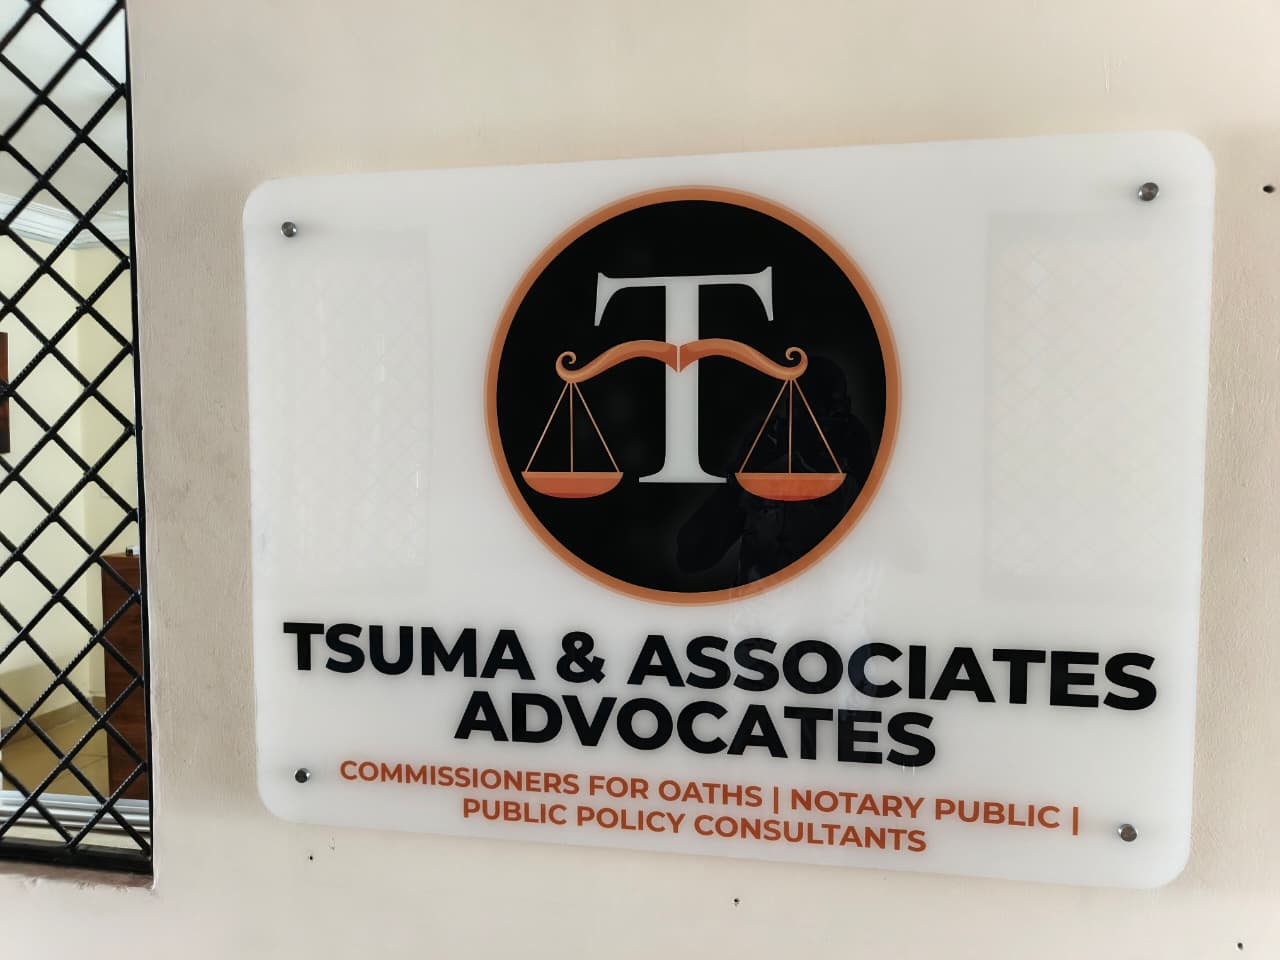 T
TSUMA & ASSOCIATES
ADVOCATES
COMMISSIONERS FOR OATHS | NOTARY PUBLIC |
PUBLIC POLICY CONSULTANTS